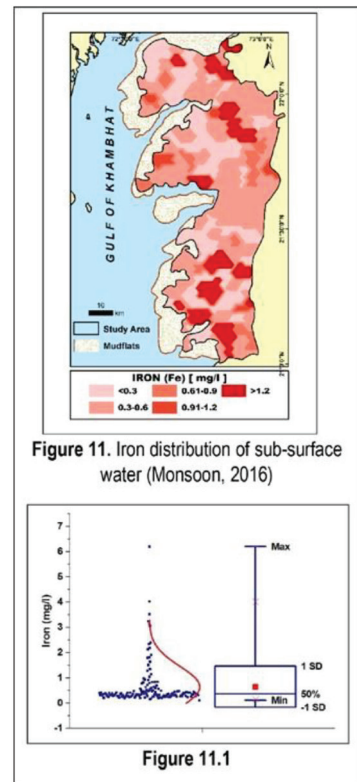 N
GULF OF KHAMBHAT
10
km
Study Area
Mudflats
IRON (Fe) [ mg/l ]
<0.3 0.61-0.9 >1.2
0.3-0.6 0.91-1.2
Figure 11. Iron distribution of sub-surface
water (Monsoon, 2016)
Iron (mg/l)
7
6
5
4
3
2
1
0
-1
Max
1 SD
50%
Min
-1 SD
Figure 11.1